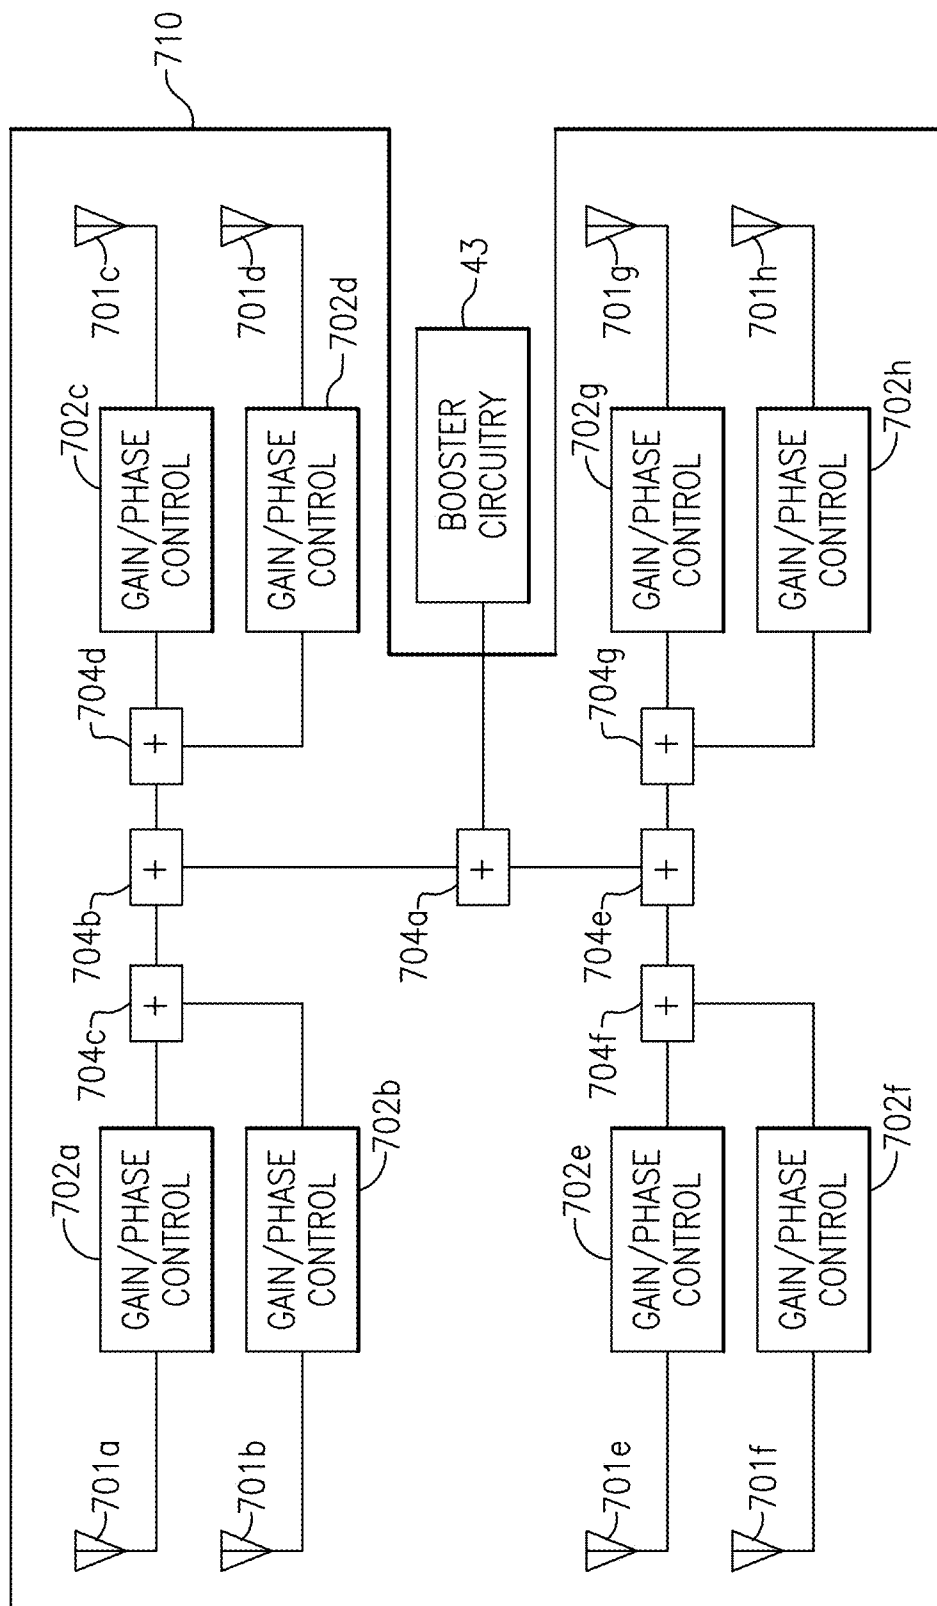 710
701c
701d
702c
GAIN/PHASE
CONTROL
702d
GAIN/PHASE
CONTROL
704d
704b
704c
702a
GAIN/PHASE
CONTROL
702b
GAIN/PHASE
CONTROL
701a
701b
43
BOOSTER
CIRCUITRY
704a
701g
701h
702g
GAIN/PHASE
CONTROL
702h
GAIN/PHASE
CONTROL
704g
704e
704f
702e
GAIN/PHASE
CONTROL
702f
GAIN/PHASE
CONTROL
701e
701f
+
+
+
+
+
+
+